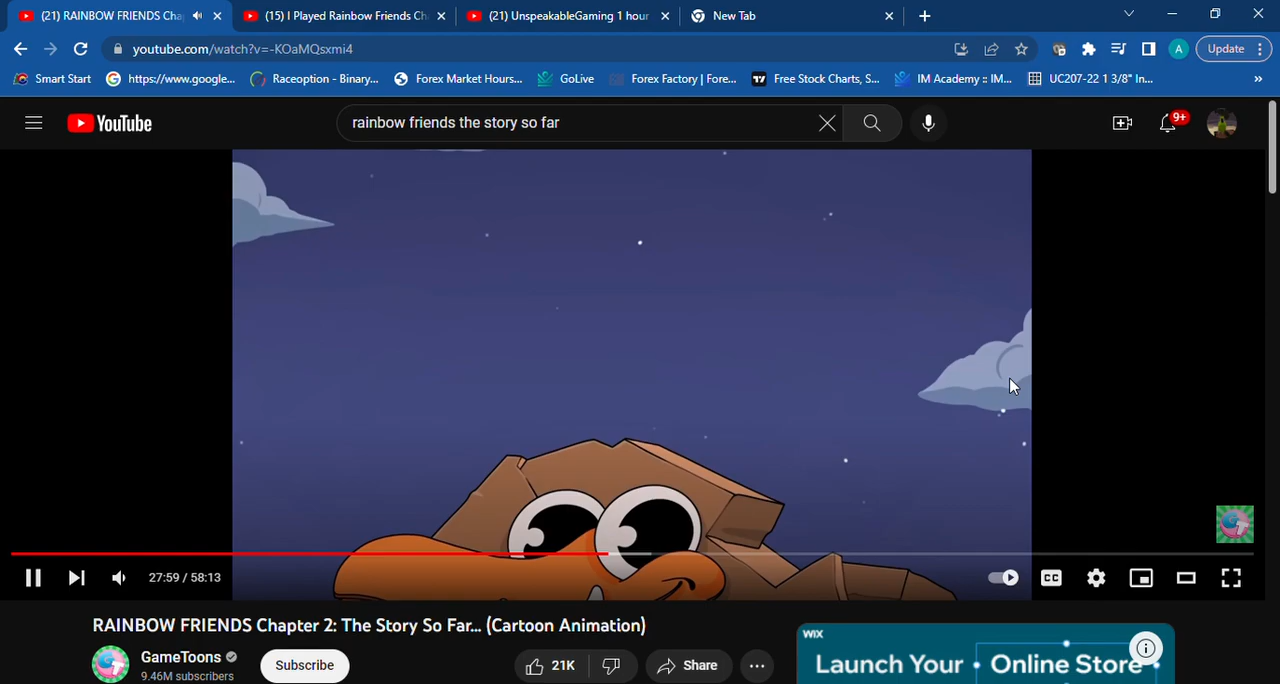 (21) RAINBOW FRIENDS Cha
(15) I Played Rainbow Friends Ch
(21) UnspeakableGaming 1 hour
New Tab
youtube.com/watch?v=-KOaMQsxmi4
A
Update
Smart Start
https://www.google...
Raceoption - Binary...
Forex Market Hours...
GoLive
Forex Factory | Fore...
Free Stock Charts, S...
IM Academy :: IM...
UC207-22 1 3/8" In...
»
YouTube
rainbow friends the story so far
9+
GT
27:59 / 58:13
CC
RAINBOW FRIENDS Chapter 2: The Story So Far... (Cartoon Animation)
GameToons
9.46M subscribers
Subscribe
21K
Share
WIX
Launch Your Online Store